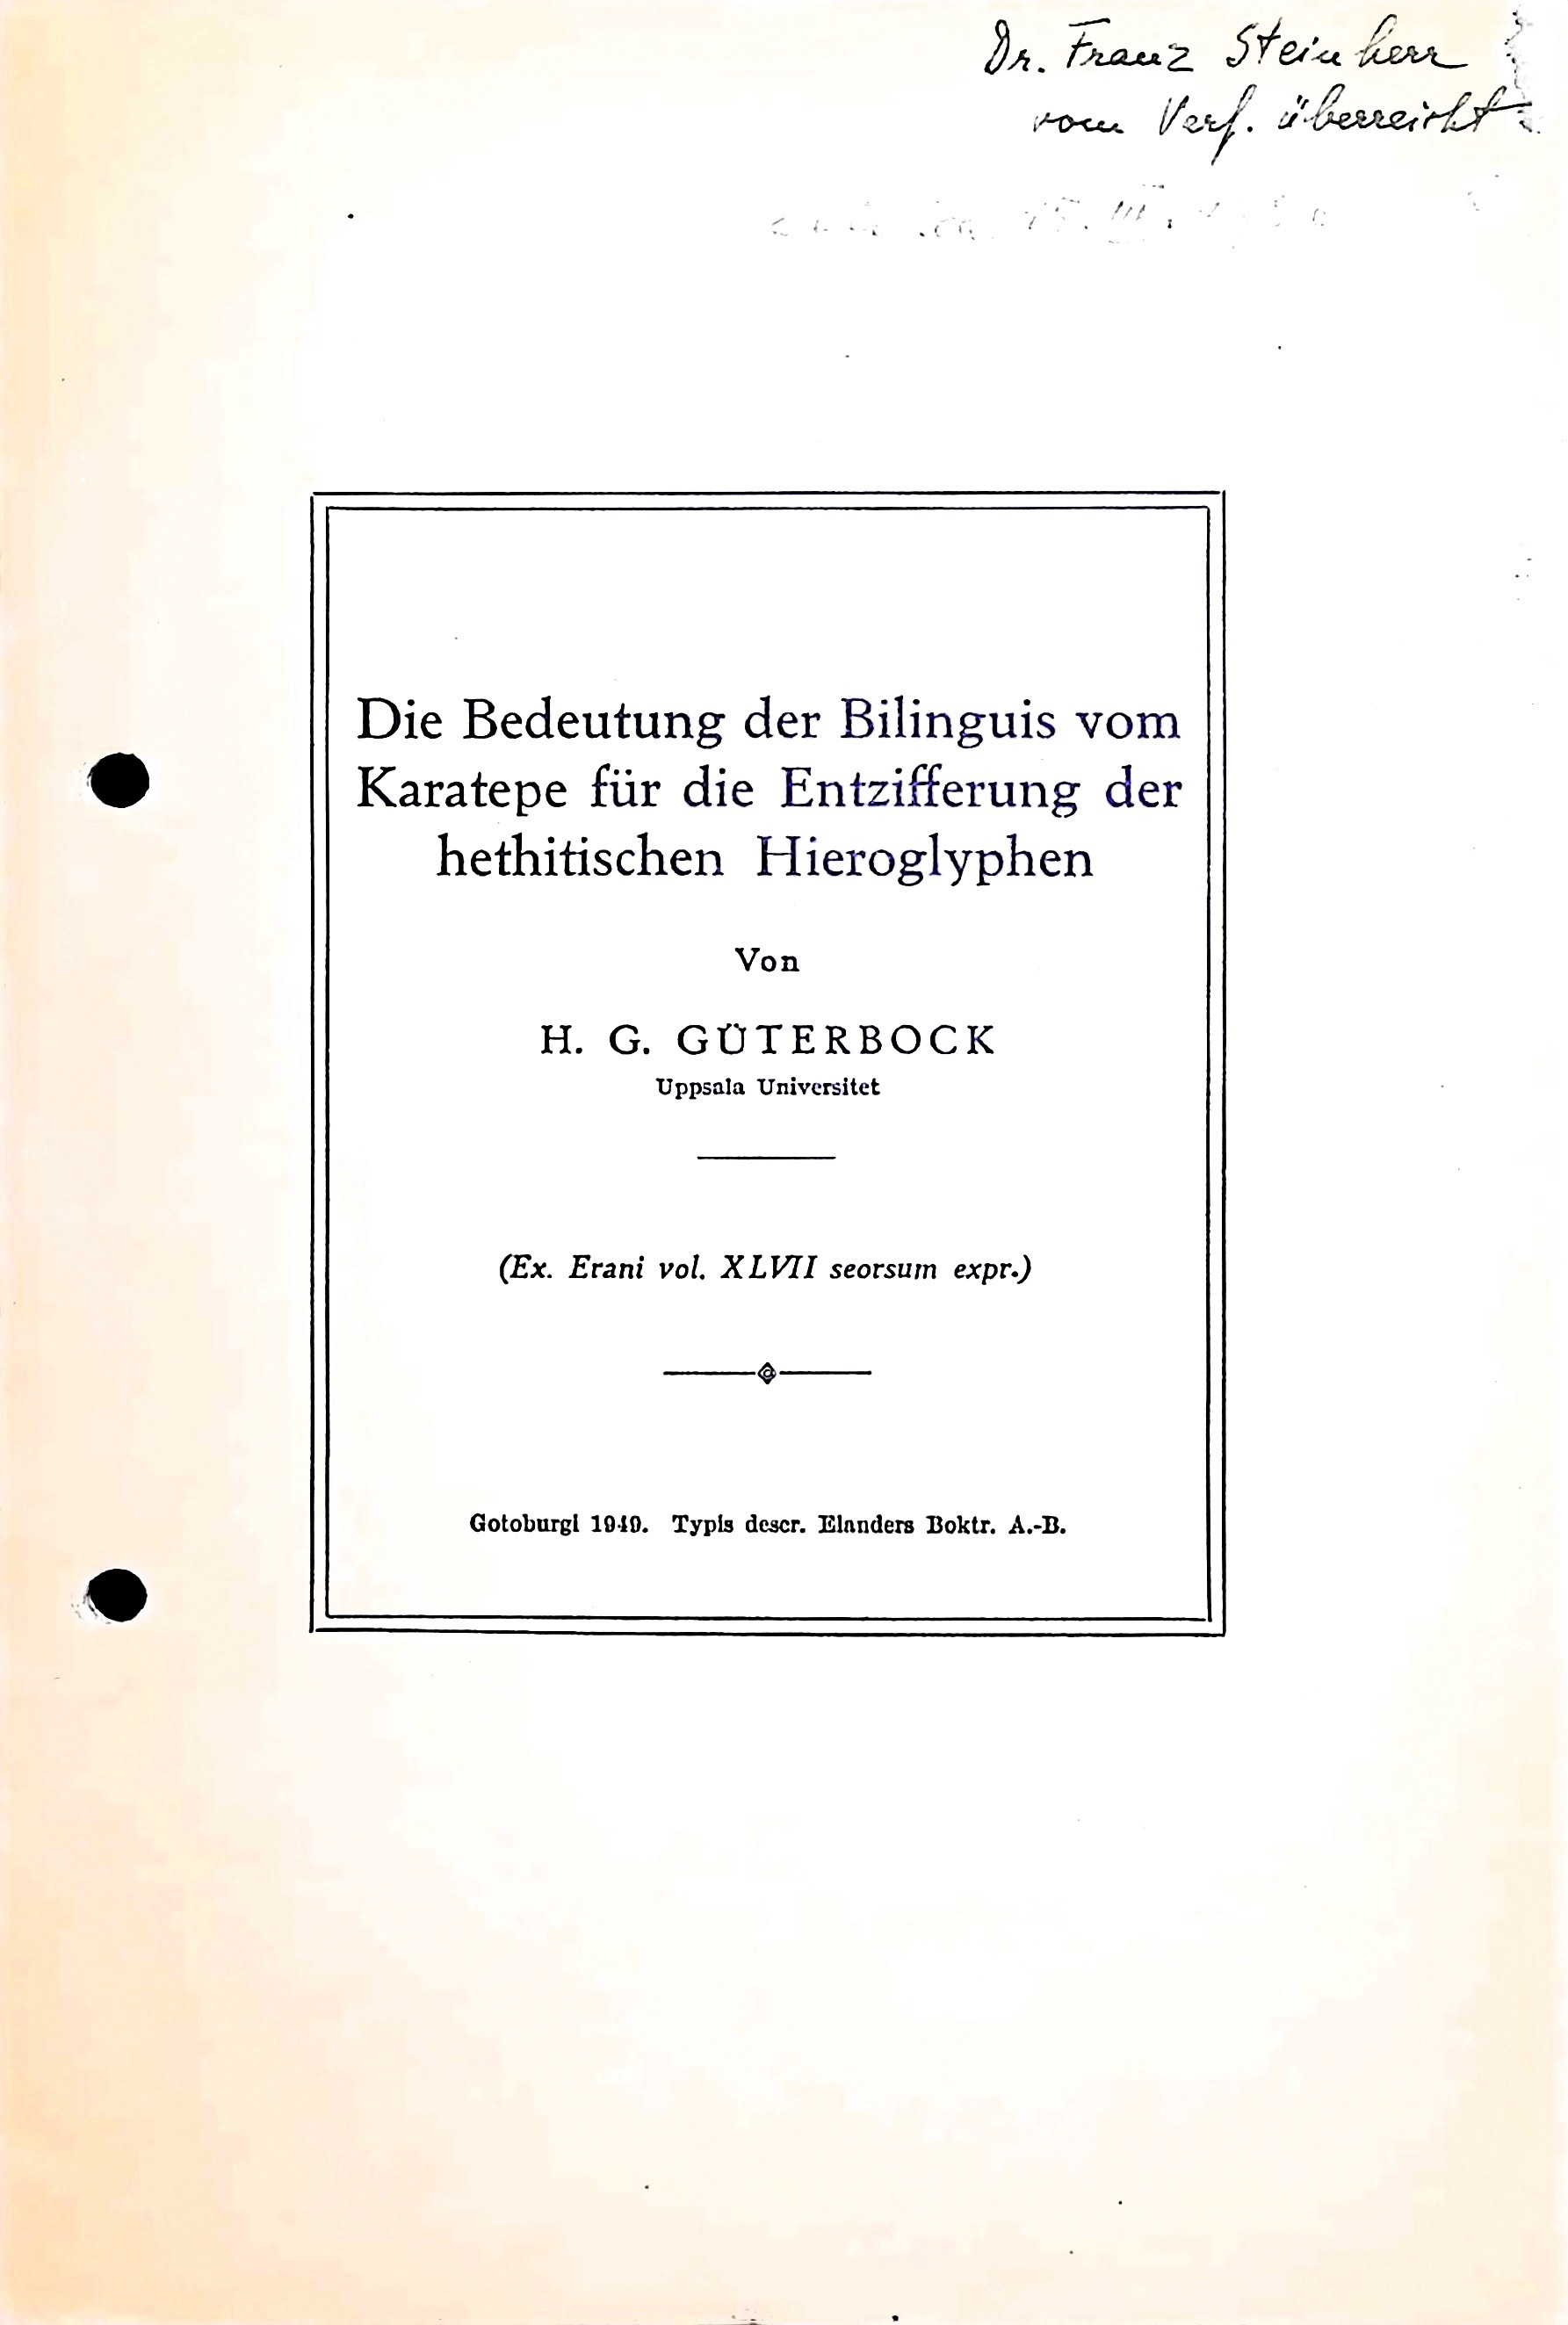 Dr. Franz Steinherr
vom Verf. überreicht
Die Bedeutung der Bilinguis vom
Karatepe für die Entzifferung der
hethitischen Hieroglyphen
Von
H. G. GÜTERBOCK
Uppsala Universitet
(Ex. Erani vol. XLVII seorsum expr.)
Gotoburgi 1949. Typis descr. Elanders Boktr. A.-B.